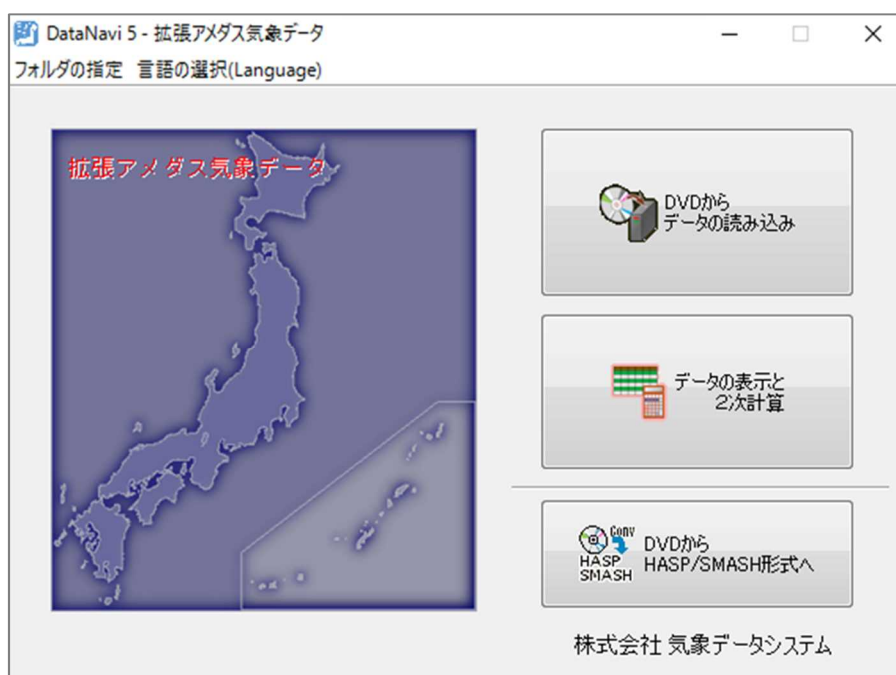 DataNavi 5 - 拡張アメダス気象データ
フォルダの指定 言語の選択(Language)
拡張アメダス気象データ
DVDから
データの読み込み
データの表示と
2次計算
Conv
HASP
SMASH
DVDから
HASP/SMASH形式へ
株式会社 気象データシステム